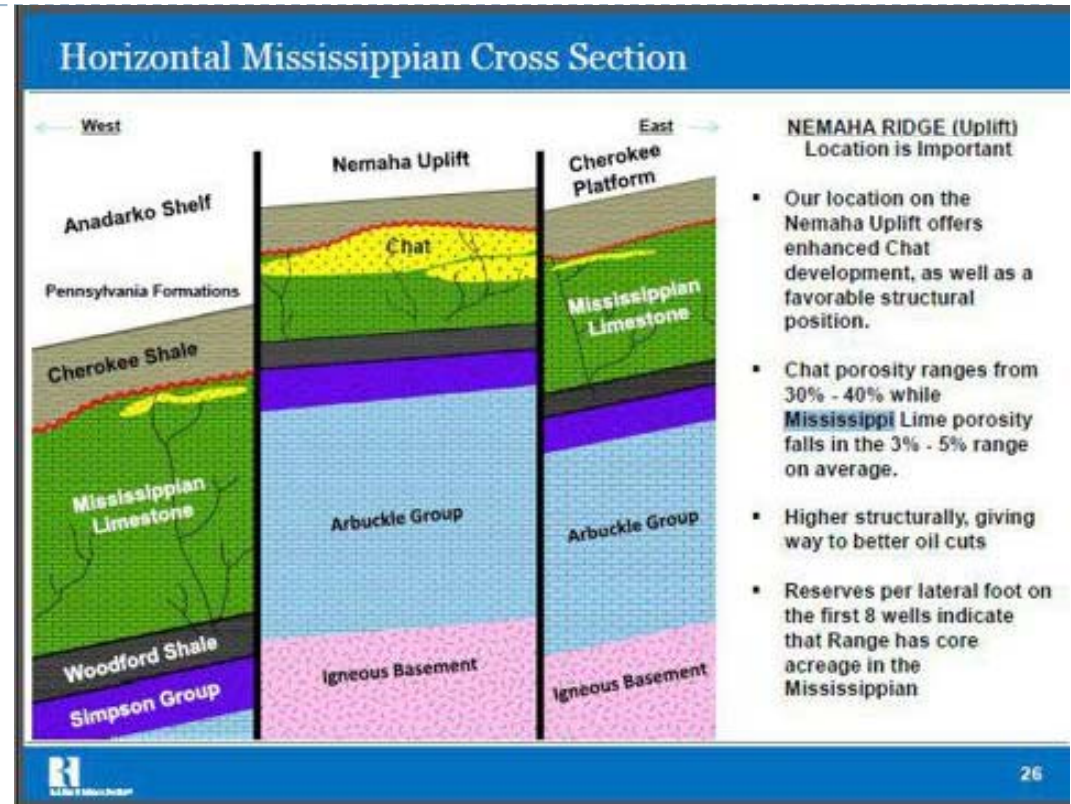 Horizontal Mississippian Cross Section
West
East
Nemaha Uplift
Cherokee
Platform
Anadarko Shelf
Pennsylvania Formations
Chat
Cherokee Shale
Mississippian
Limestone
Mississippian
Limestone
Arbuckle Group
Arbuckle Group
Woodford Shale
Simpson Group
Igneous Basement
Igneous Basement
NEMAHA RIDGE (Uplift)
Location is Important
▪ Our location on the
Nemaha Uplift offers
enhanced Chat
development, as well as a
favorable structural
position.
▪ Chat porosity ranges from
30% - 40% while
Mississippi Lime porosity
falls in the 3% - 5% range
on average.
▪ Higher structurally, giving
way to better oil cuts
▪ Reserves per lateral foot on
the first 8 wells indicate
that Range has core
acreage in the
Mississippian
26